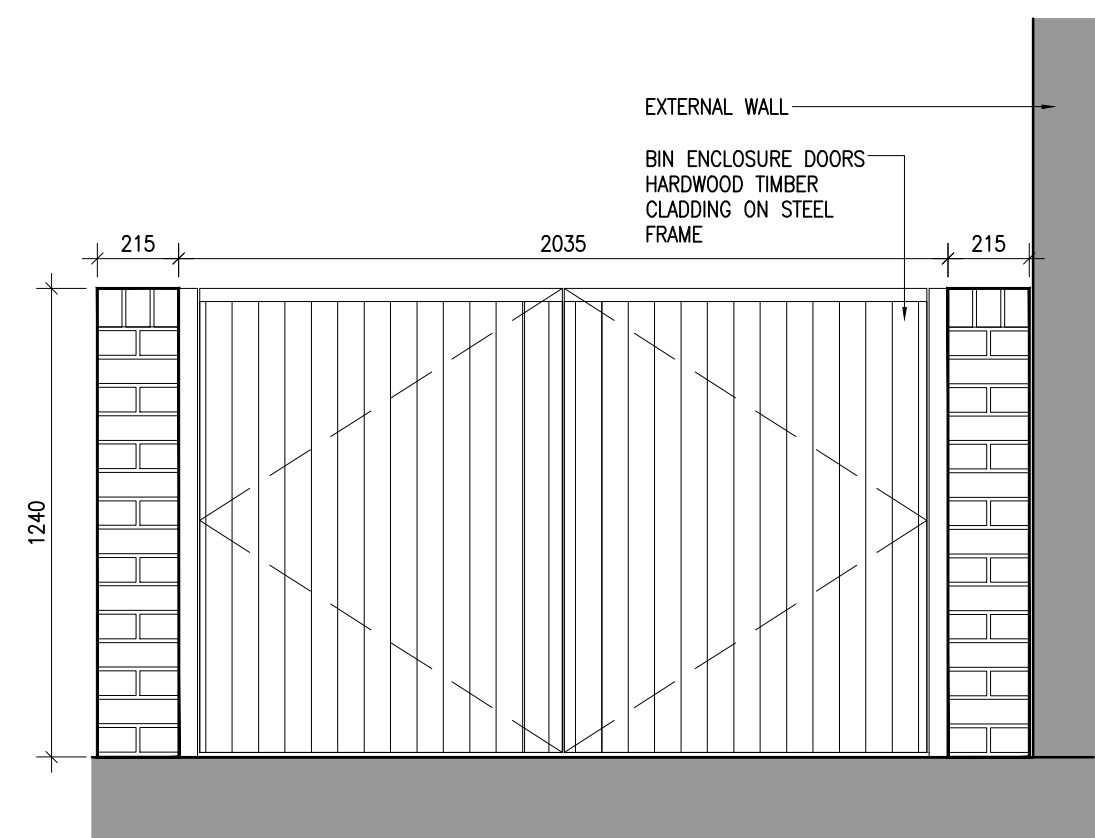 EXTERNAL WALL
BIN ENCLOSURE DOORS
HARDWOOD TIMBER
CLADDING ON STEEL
FRAME
215
2035
215
1240